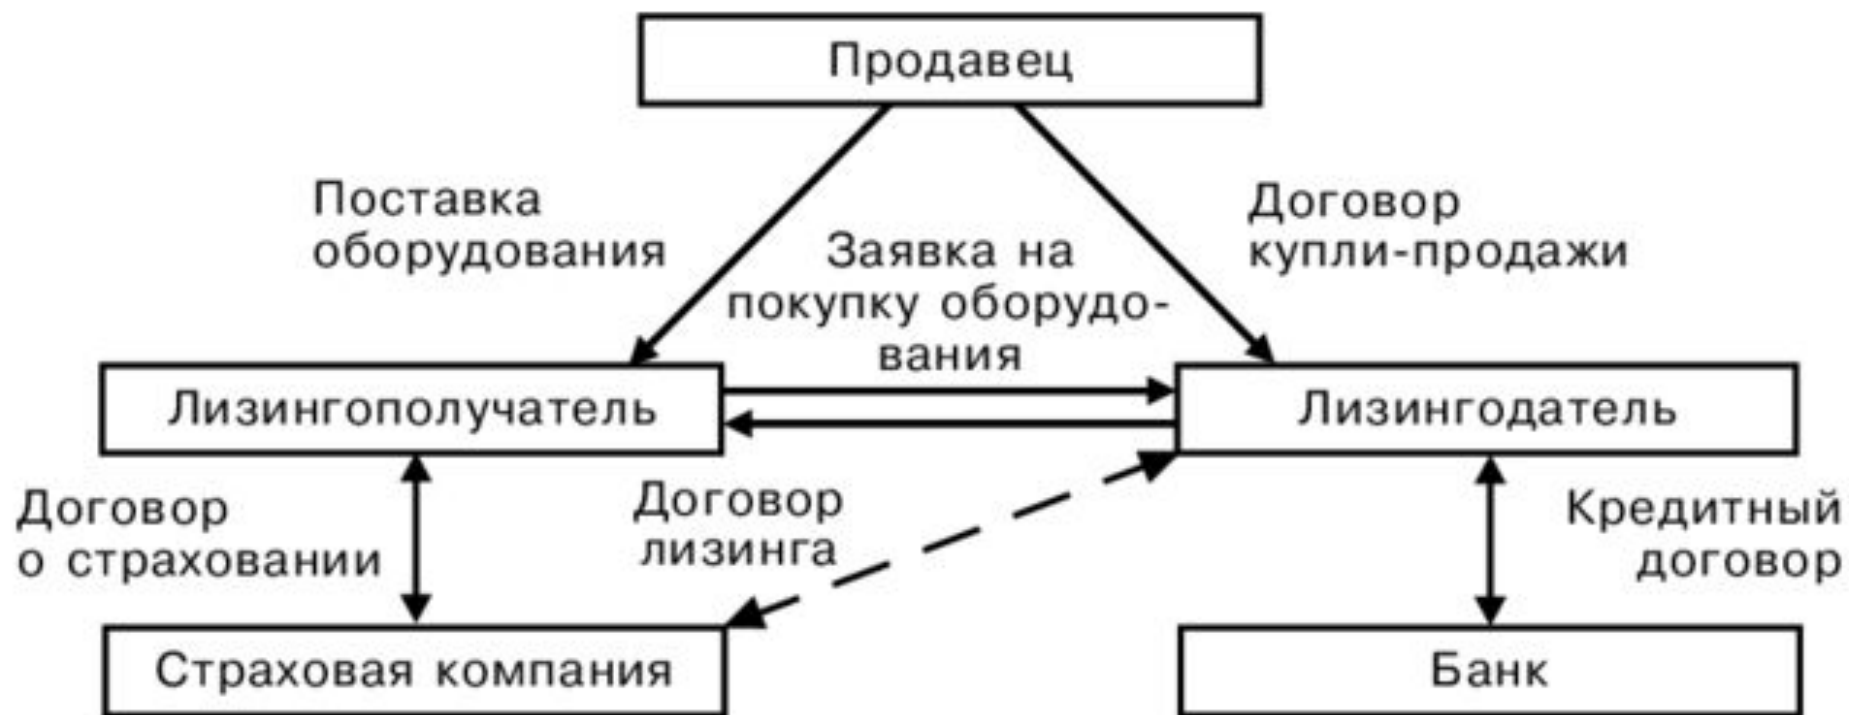 Продавец
Поставка
оборудования
Договор
купли-продажи
Заявка на
покупку оборудо-
вания
Лизингополучатель
Лизингодатель
Договор
о страховании
Договор
лизинга
Кредитный
договор
Страховая компания
Банк